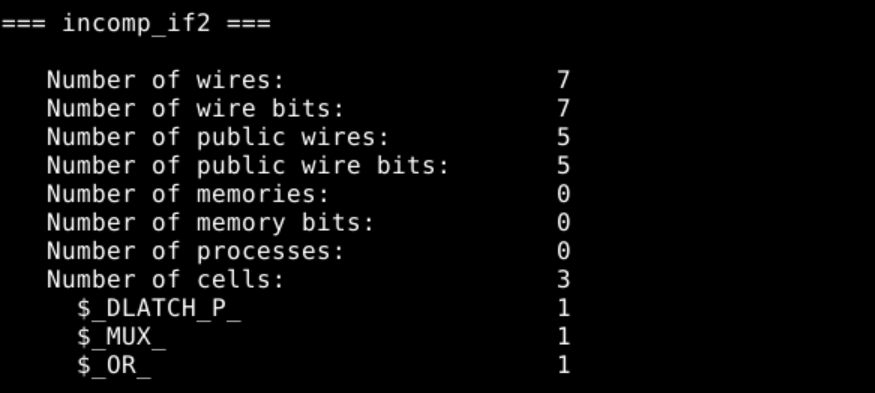 === incomp_if2 ===
Number of wires: 7
Number of wire bits: 7
Number of public wires: 5
Number of public wire bits: 5
Number of memories: 0
Number of memory bits: 0
Number of processes: 0
Number of cells: 3
$_DLATCH_P_ 1
$_MUX_ 1
$_OR_ 1